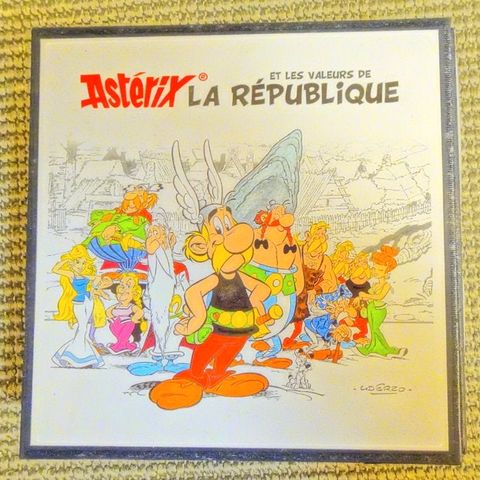 Astérix®
ET LES VALEURS DE
LA RÉPUBLIQUE
-UDERZO-